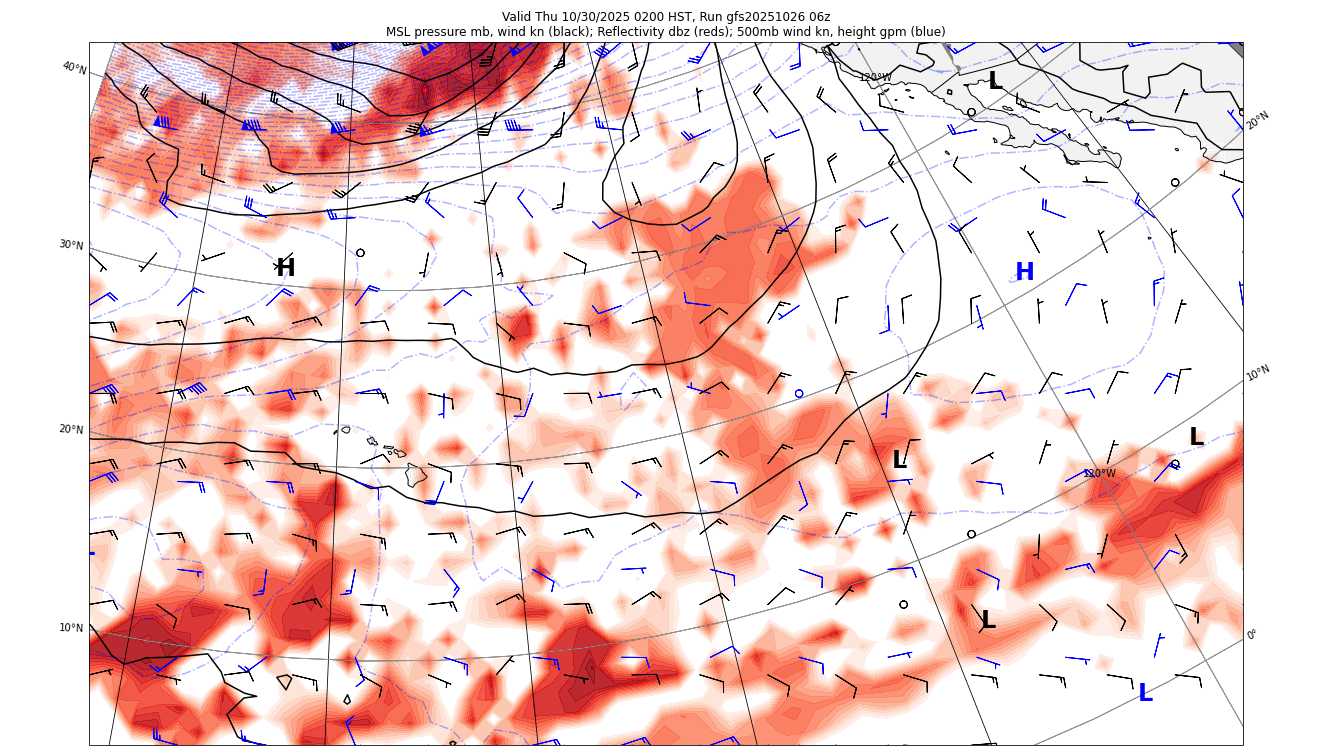 Valid Thu 10/30/2025 0200 HST, Run gfs20251026 06z
MSL pressure mb, wind kn (black); Reflectivity dbz (reds); 500mb wind kn, height gpm (blue)
40°N
120°W
L
20°N
30°N
H
H
10°N
20°N
L
L
120°W
10°N
L
0°
L